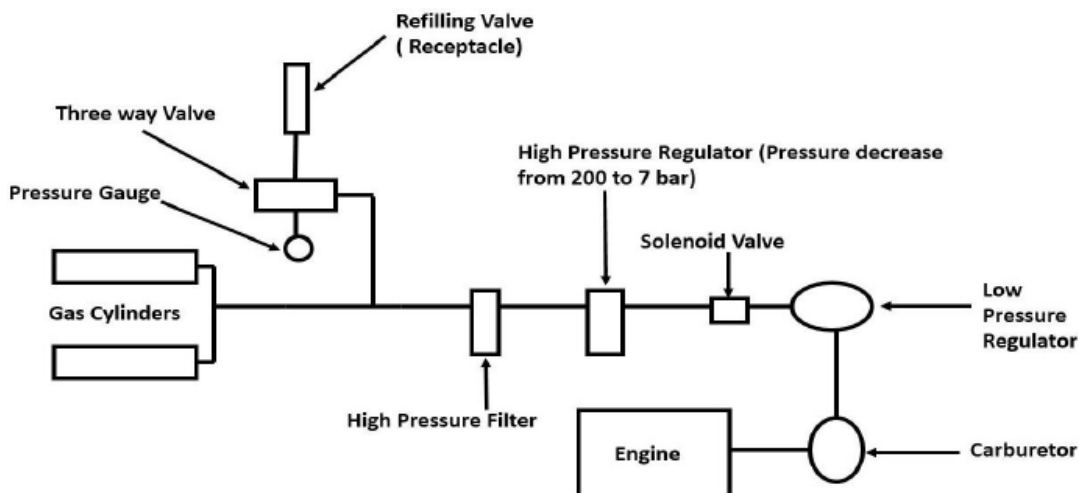 Refilling Valve
( Receptacle)
Three way Valve
High Pressure Regulator (Pressure decrease
from 200 to 7 bar)
Pressure Gauge
Solenoid Valve
Gas Cylinders
Low
Pressure
Regulator
High Pressure Filter
Engine
Carburetor